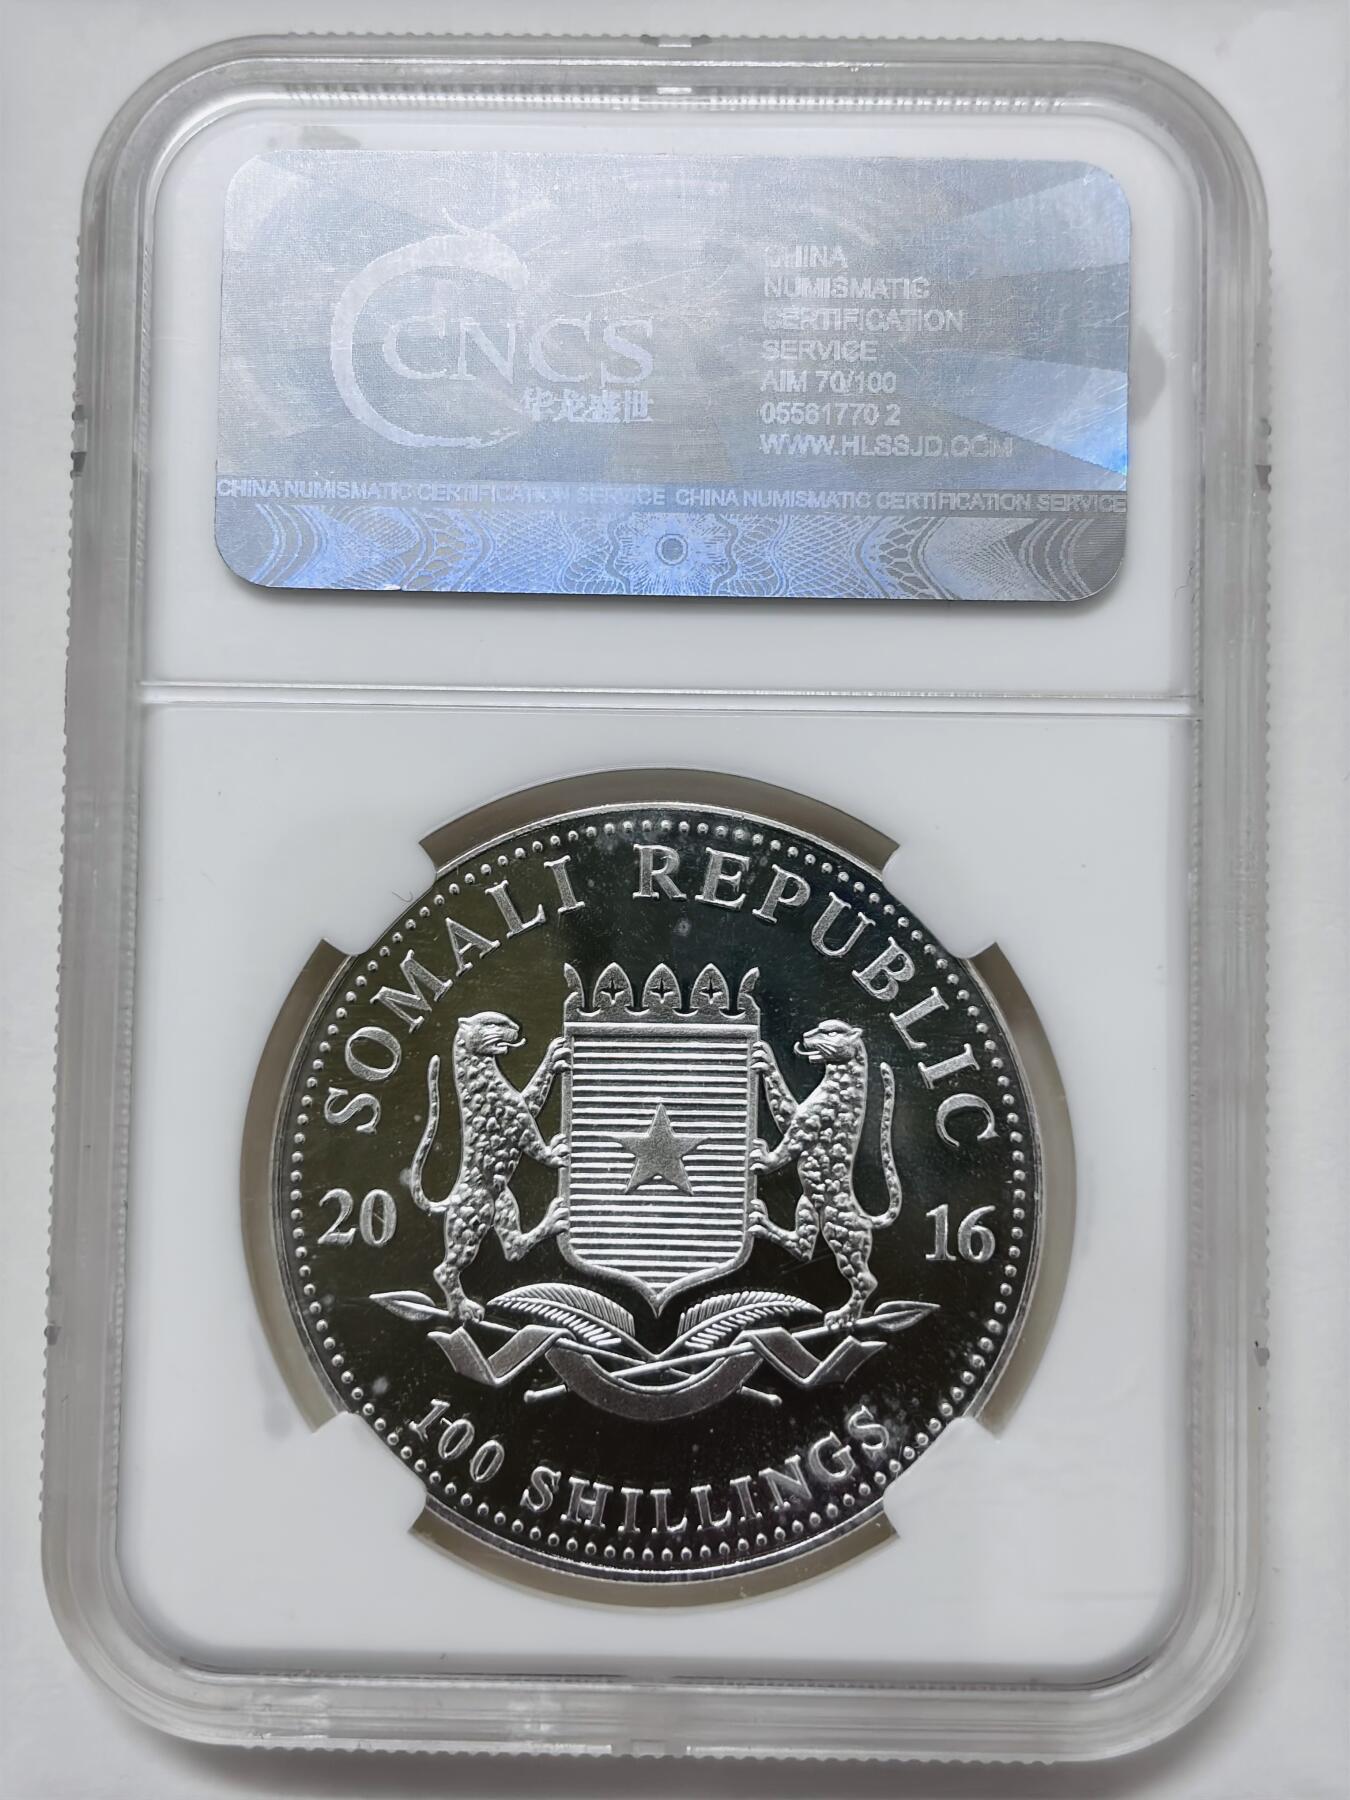 CNCS
华龙盛世
CHINA
NUMISMATIC
CERTIFICATION
SERVICE
AIM 70/100
05561770 2
WWW.HLSSJD.COM
CHINA NUMISMATIC CERTIFICATION SERVICE CHINA NUMISMATIC CERTIFICATION SERVICE
SOMALI REPUBLIC
20 16
100 SHILLINGS